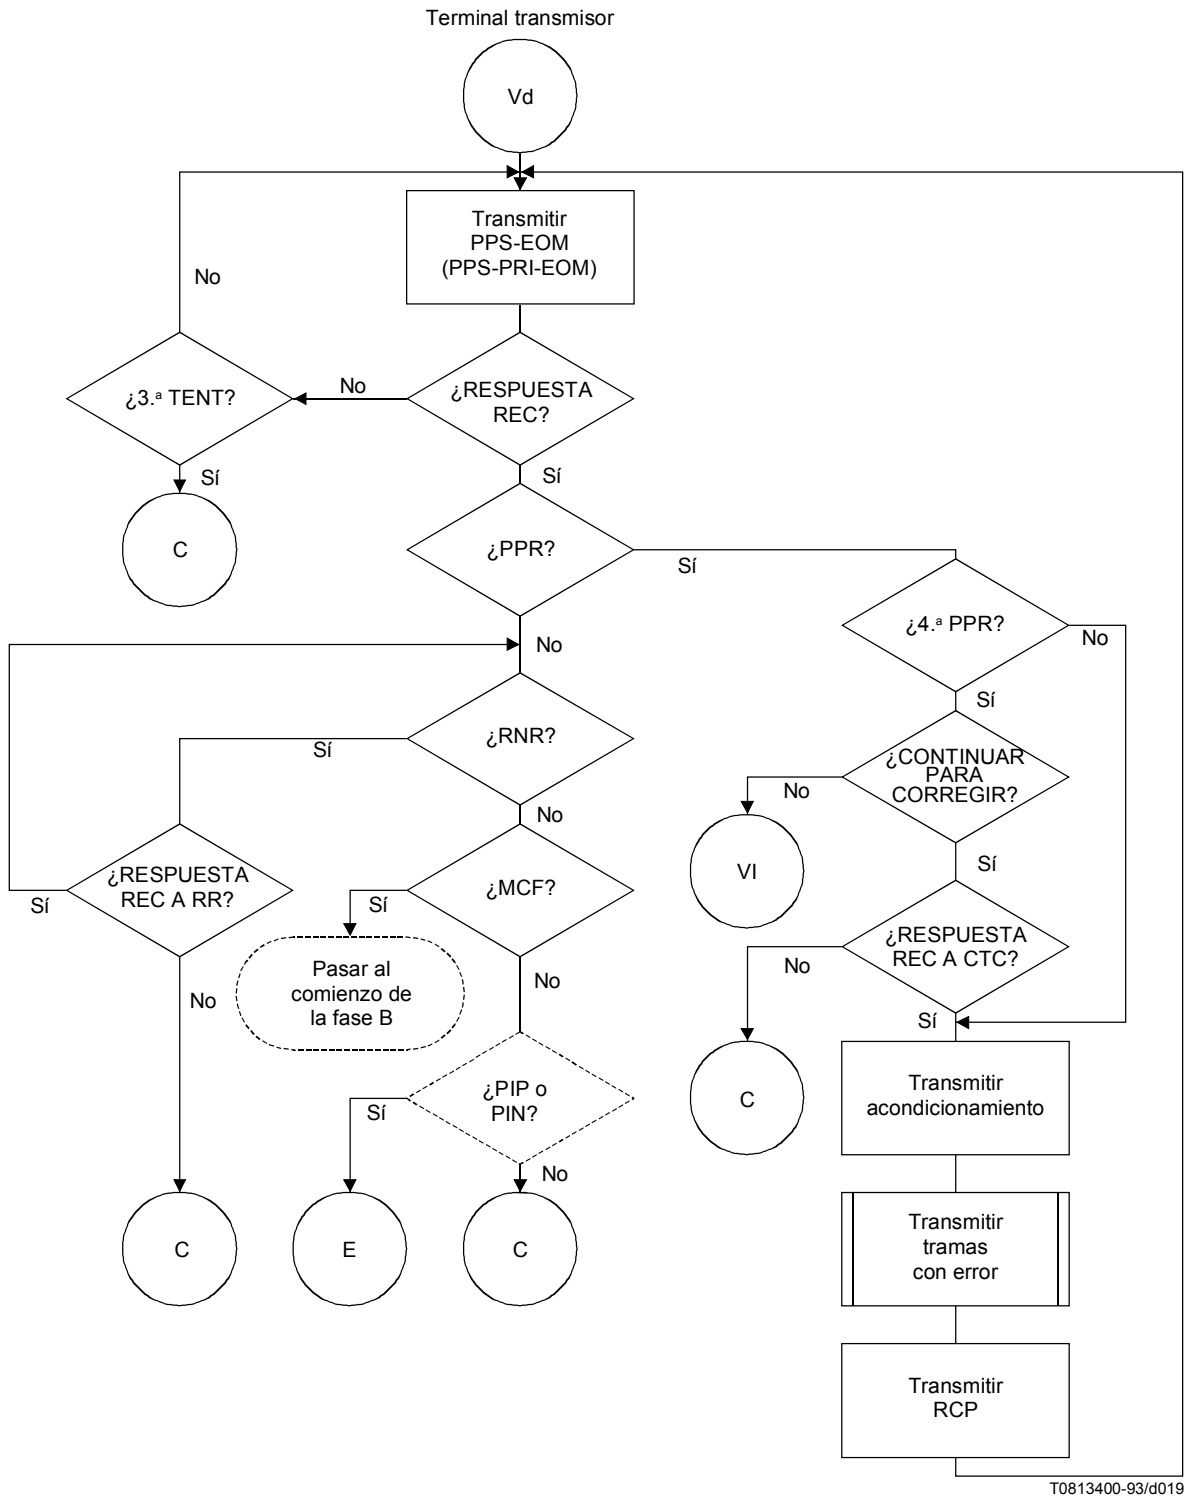 Terminal transmisor
Vd
Transmitir
PPS-EOM
(PPS-PRI-EOM)
No
¿3.ª TENT?
No
¿RESPUESTA
REC?
Sí
Sí
C
¿PPR?
Sí
¿4.ª PPR?
No
No
Sí
¿RNR?
Sí
¿CONTINUAR
PARA
CORREGIR?
No
No
Sí
VI
¿RESPUESTA
REC A RR?
Sí
¿MCF?
Sí
¿RESPUESTA
REC A CTC?
No
Pasar al
comienzo de
la fase B
No
No
Sí
¿PIP o
PIN?
Sí
C
Transmitir
acondicionamiento
No
C
E
C
Transmitir
tramas
con error
Transmitir
RCP
T0813400-93/d019